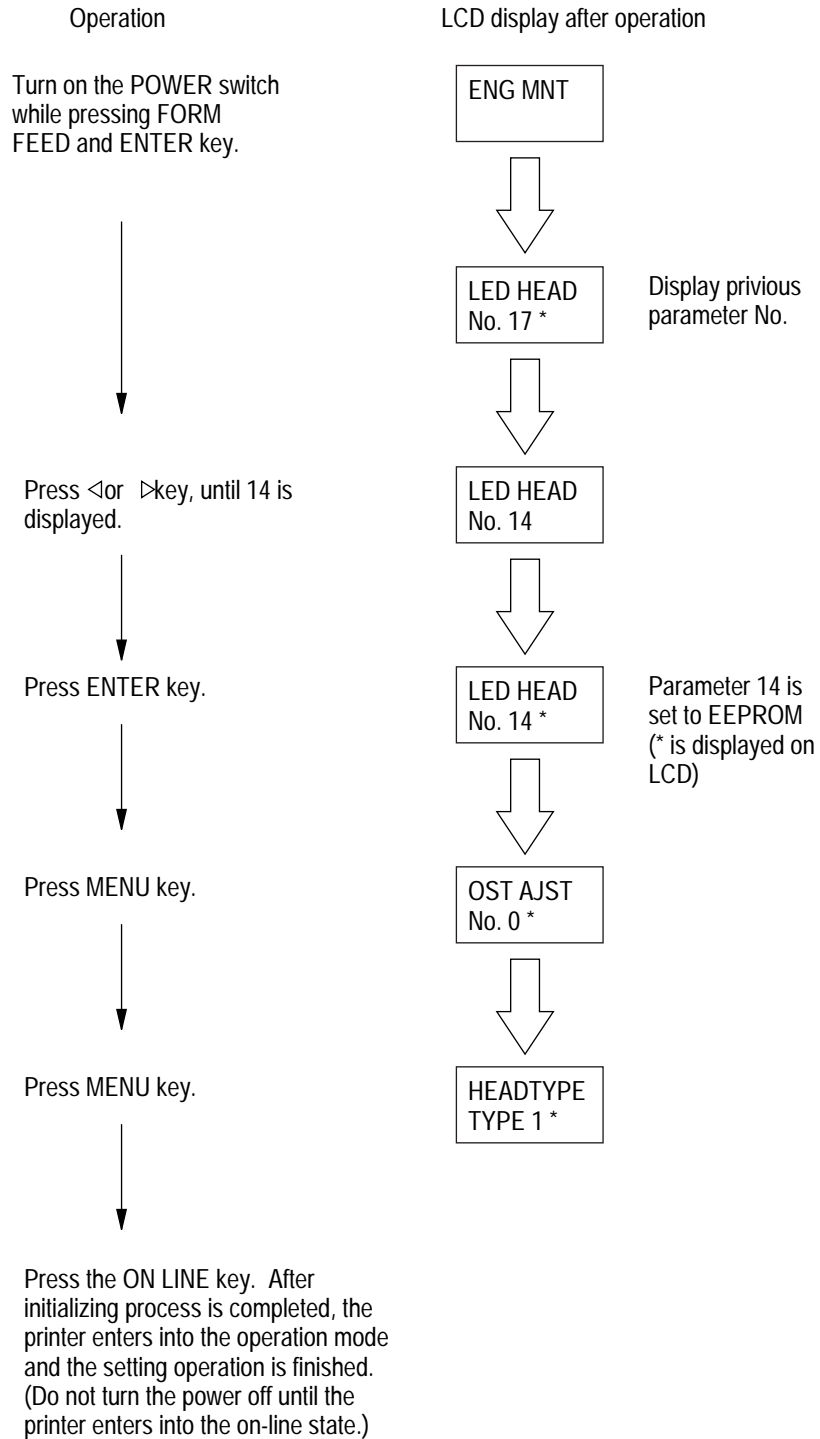 Operation
LCD display after operation
Turn on the POWER switch
while pressing FORM
FEED and ENTER key.
ENG MNT
LED HEAD
No. 17 *
Display privious
parameter No.
Press ◁or ▷key, until 14 is
displayed.
LED HEAD
No. 14
Press ENTER key.
LED HEAD
No. 14 *
Parameter 14 is
set to EEPROM
(* is displayed on
LCD)
Press MENU key.
OST AJST
No. 0 *
Press MENU key.
HEADTYPE
TYPE 1 *
Press the ON LINE key. After
initializing process is completed, the
printer enters into the operation mode
and the setting operation is finished.
(Do not turn the power off until the
printer enters into the on-line state.)